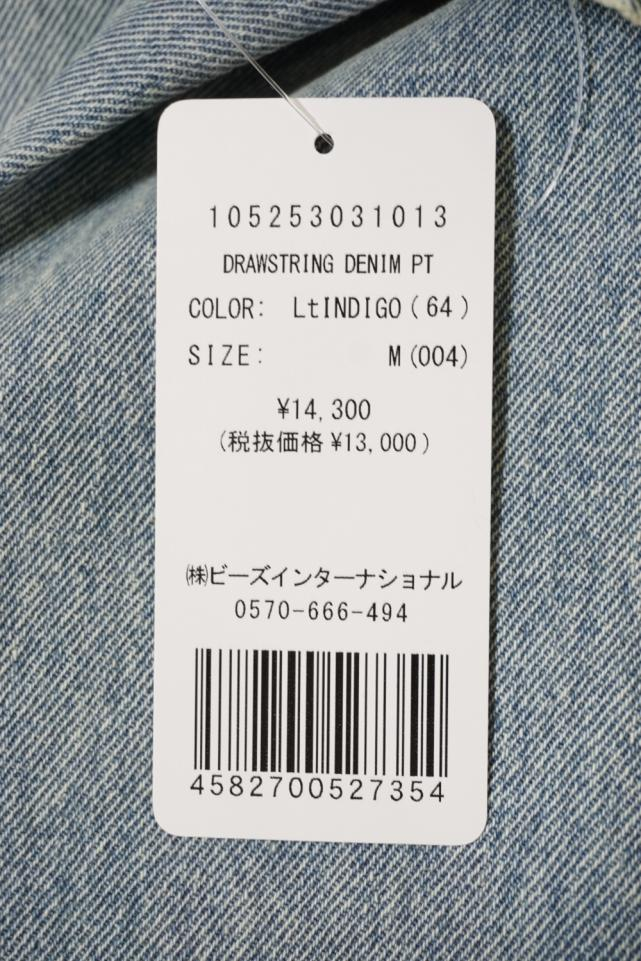 105253031013
DRAWSTRING DENIM PT
COLOR: LtINDIGO(64)
SIZE: M(004)
¥14,300
(税抜価格¥13,000)
㈱ビーズインターナショナル
0570-666-494
4582700527354